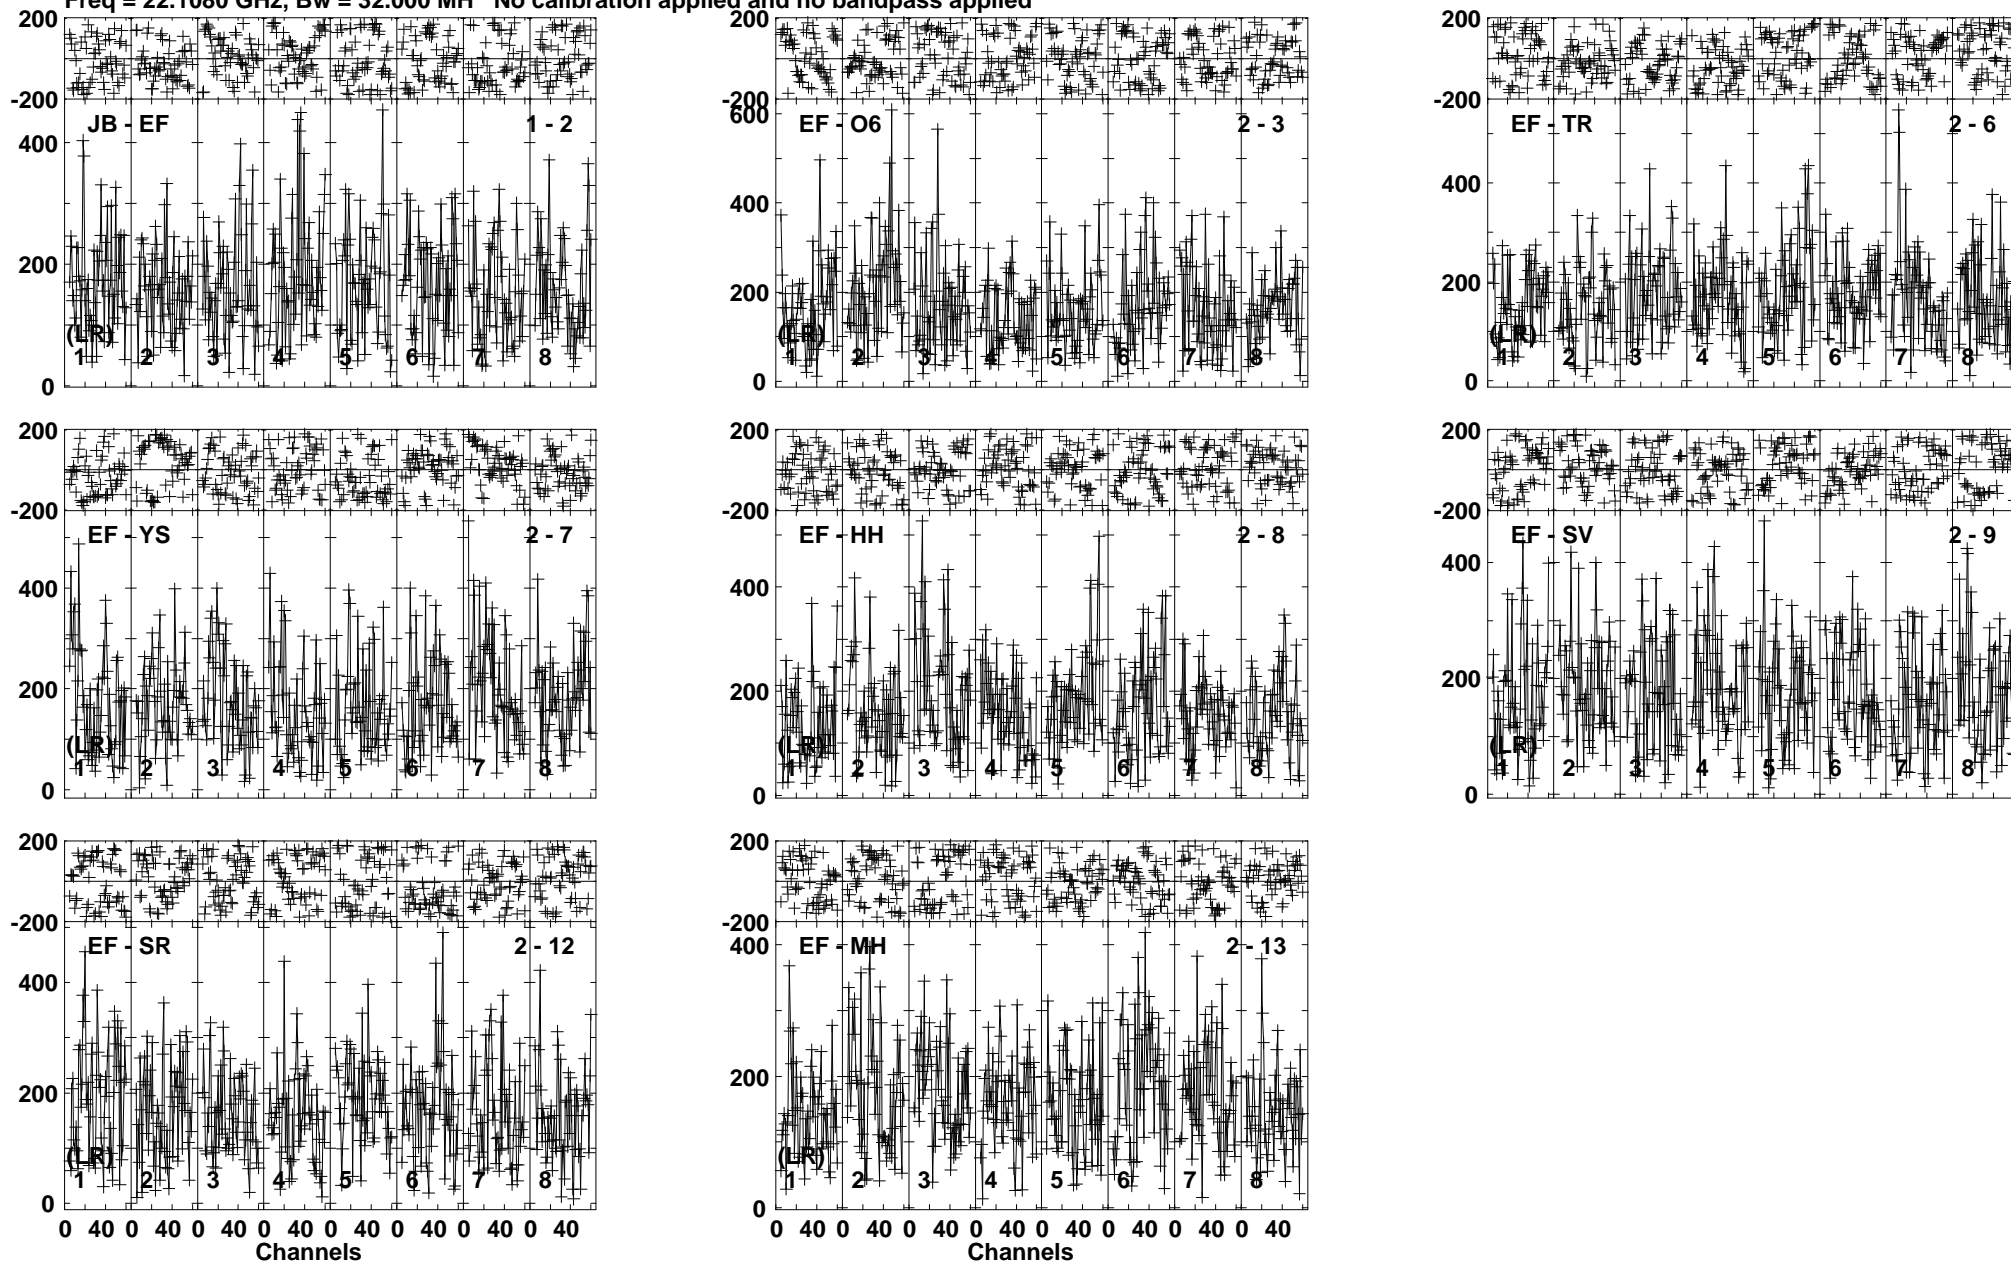 Freq = 22.1080 GHz, Bw = 32.000 MH No calibration applied and no bandpass applied
200 200 200
-200 -200 -200
JB - EF 1 - 2
400
200
0
(LR)
1 2 3 4 5 6 7 8
EF - O6 2 - 3
600
400
200
0
(LR)
1 2 3 4 5 6 7 8
EF - TR 2 - 6
400
200
0
(LR)
1 2 3 4 5 6 7 8
200 200 200
-200 -200 -200
EF - YS 2 - 7
400
200
0
(LR)
1 2 3 4 5 6 7 8
EF - HH 2 - 8
400
200
0
(LR)
1 2 3 4 5 6 7 8
EF - SV 2 - 9
400
200
0
(LR)
1 2 3 4 5 6 7 8
200 200
-200 -200
EF - SR 2 - 12
400
200
0
(LR)
1 2 3 4 5 6 7 8
0 40 0 40 0 40 0 40 0 40 0 40 0 40 0 40
Channels
EF - MH 2 - 13
400
200
0
(LR)
1 2 3 4 5 6 7 8
0 40 0 40 0 40 0 40 0 40 0 40 0 40 0 40
Channels